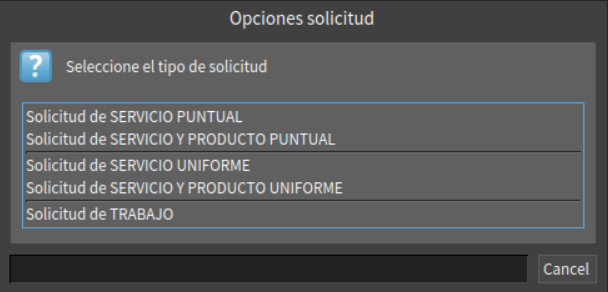 Opciones solicitud
Seleccione el tipo de solicitud
Solicitud de SERVICIO PUNTUAL
Solicitud de SERVICIO Y PRODUCTO PUNTUAL
Solicitud de SERVICIO UNIFORME
Solicitud de SERVICIO Y PRODUCTO UNIFORME
Solicitud de TRABAJO
Cancel